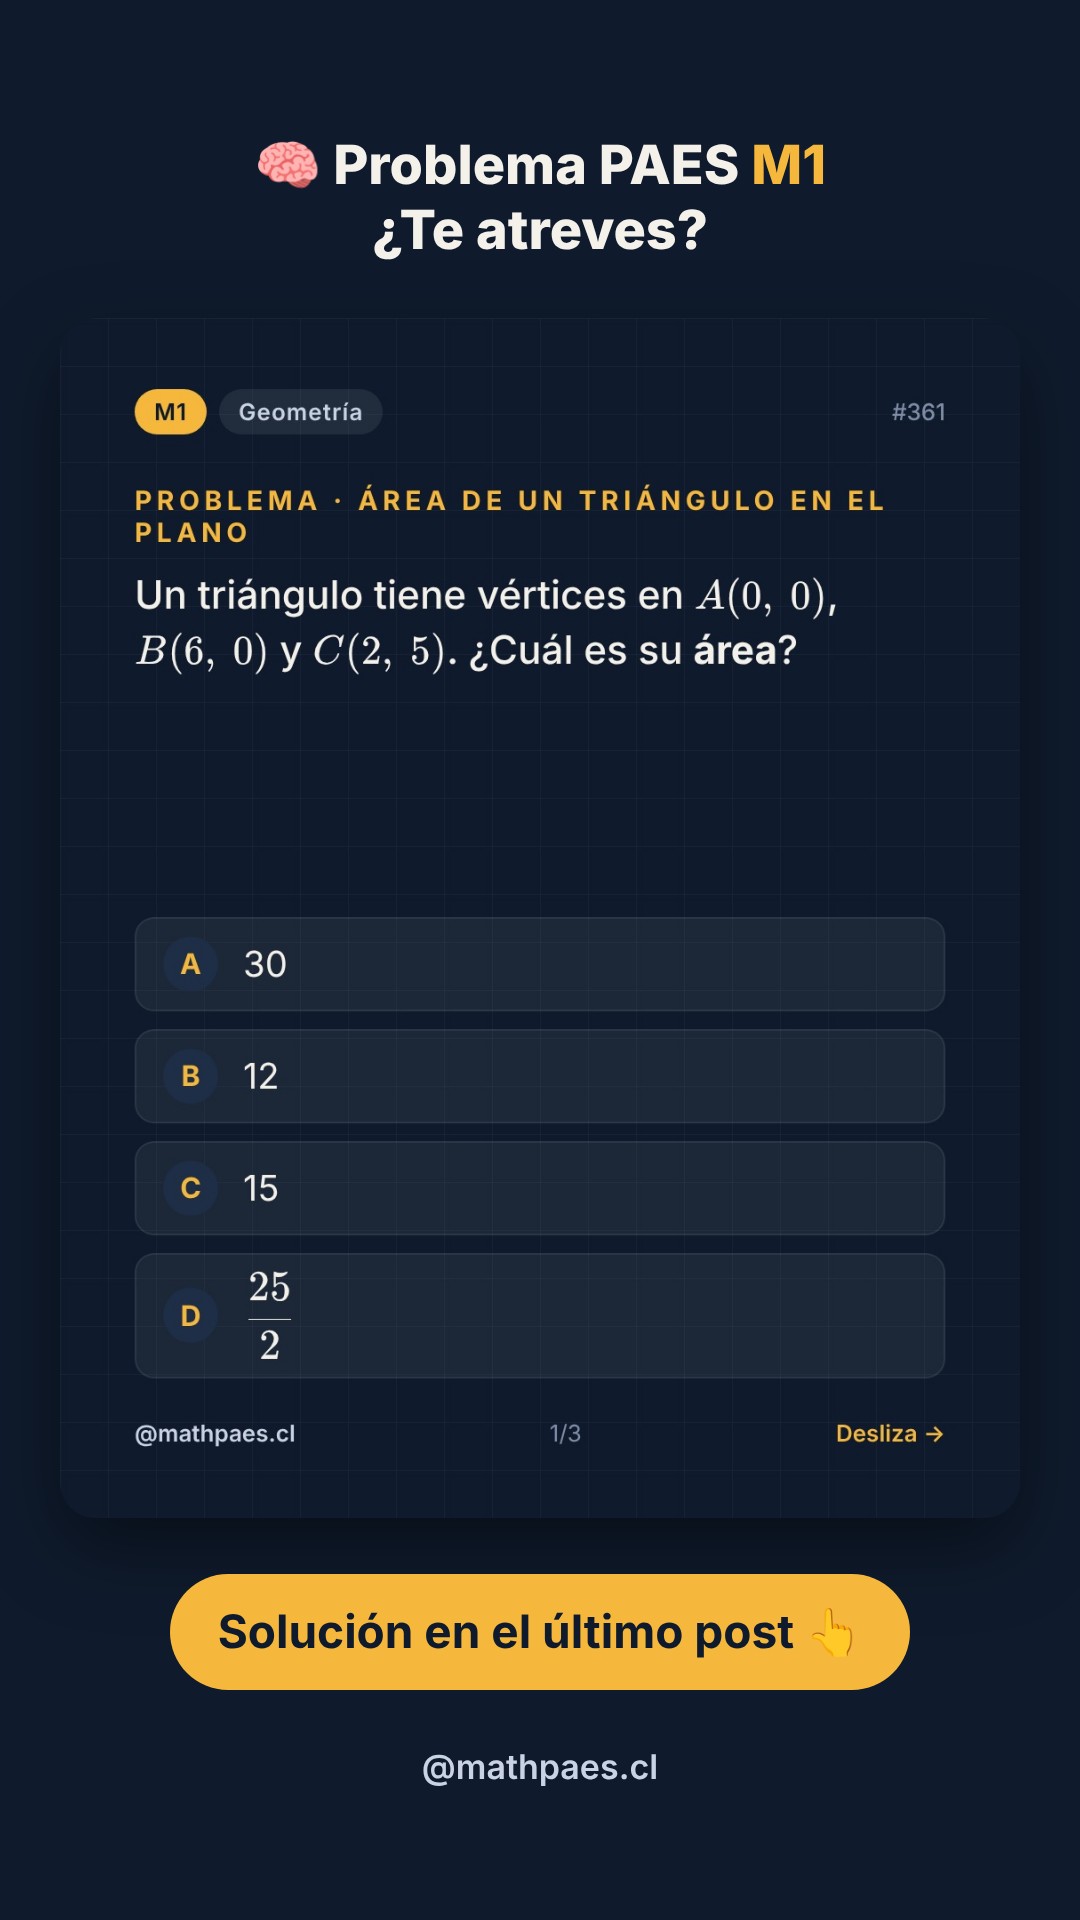 🧠 Problema PAES M1
¿Te atreves?
M1 Geometría #361
PROBLEMA · ÁREA DE UN TRIÁNGULO EN EL
PLANO
Un triángulo tiene vértices en A(0, 0),
B(6, 0) y C(2, 5). ¿Cuál es su área?
A 30
B 12
C 15
D 25/2
@mathpaes.cl 1/3 Desliza →
Solución en el último post 👆
@mathpaes.cl